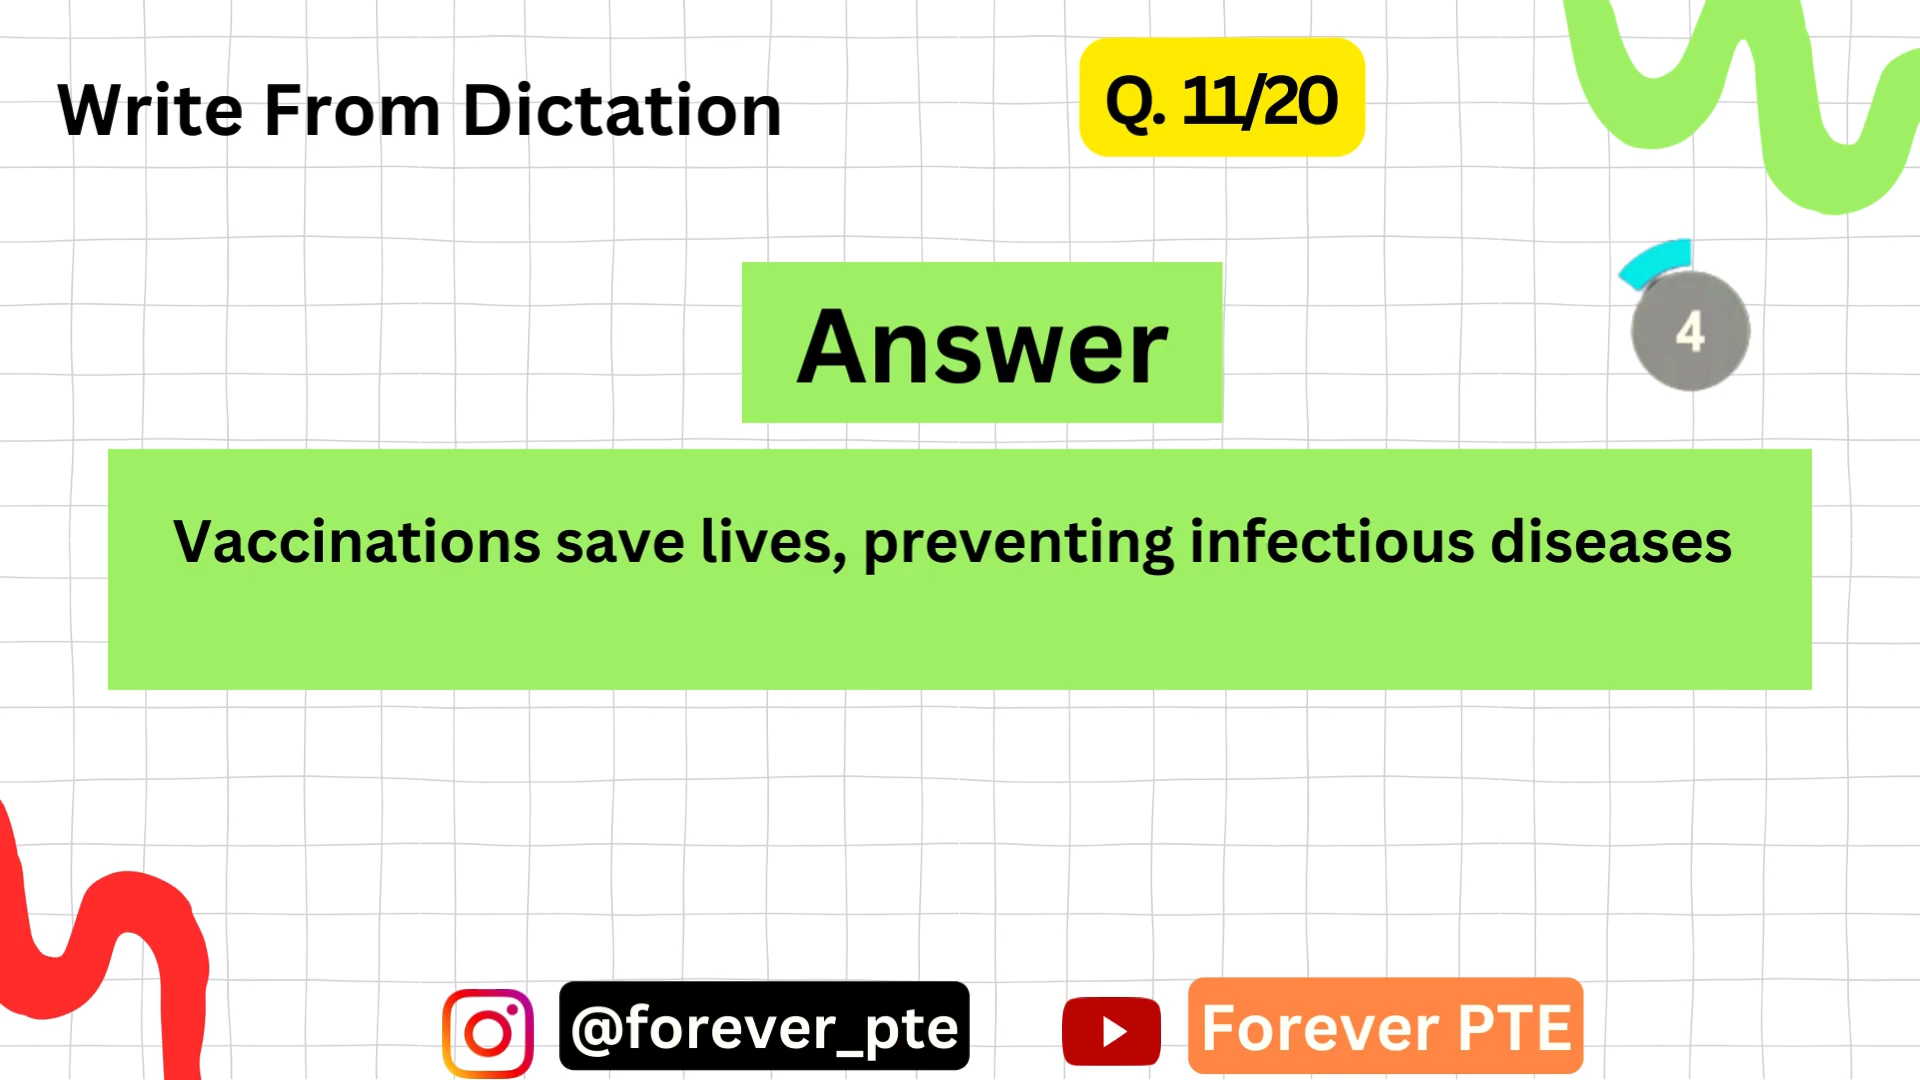 Write From Dictation
Q. 11/20
Answer
4
Vaccinations save lives, preventing infectious diseases
@forever_pte
Forever PTE